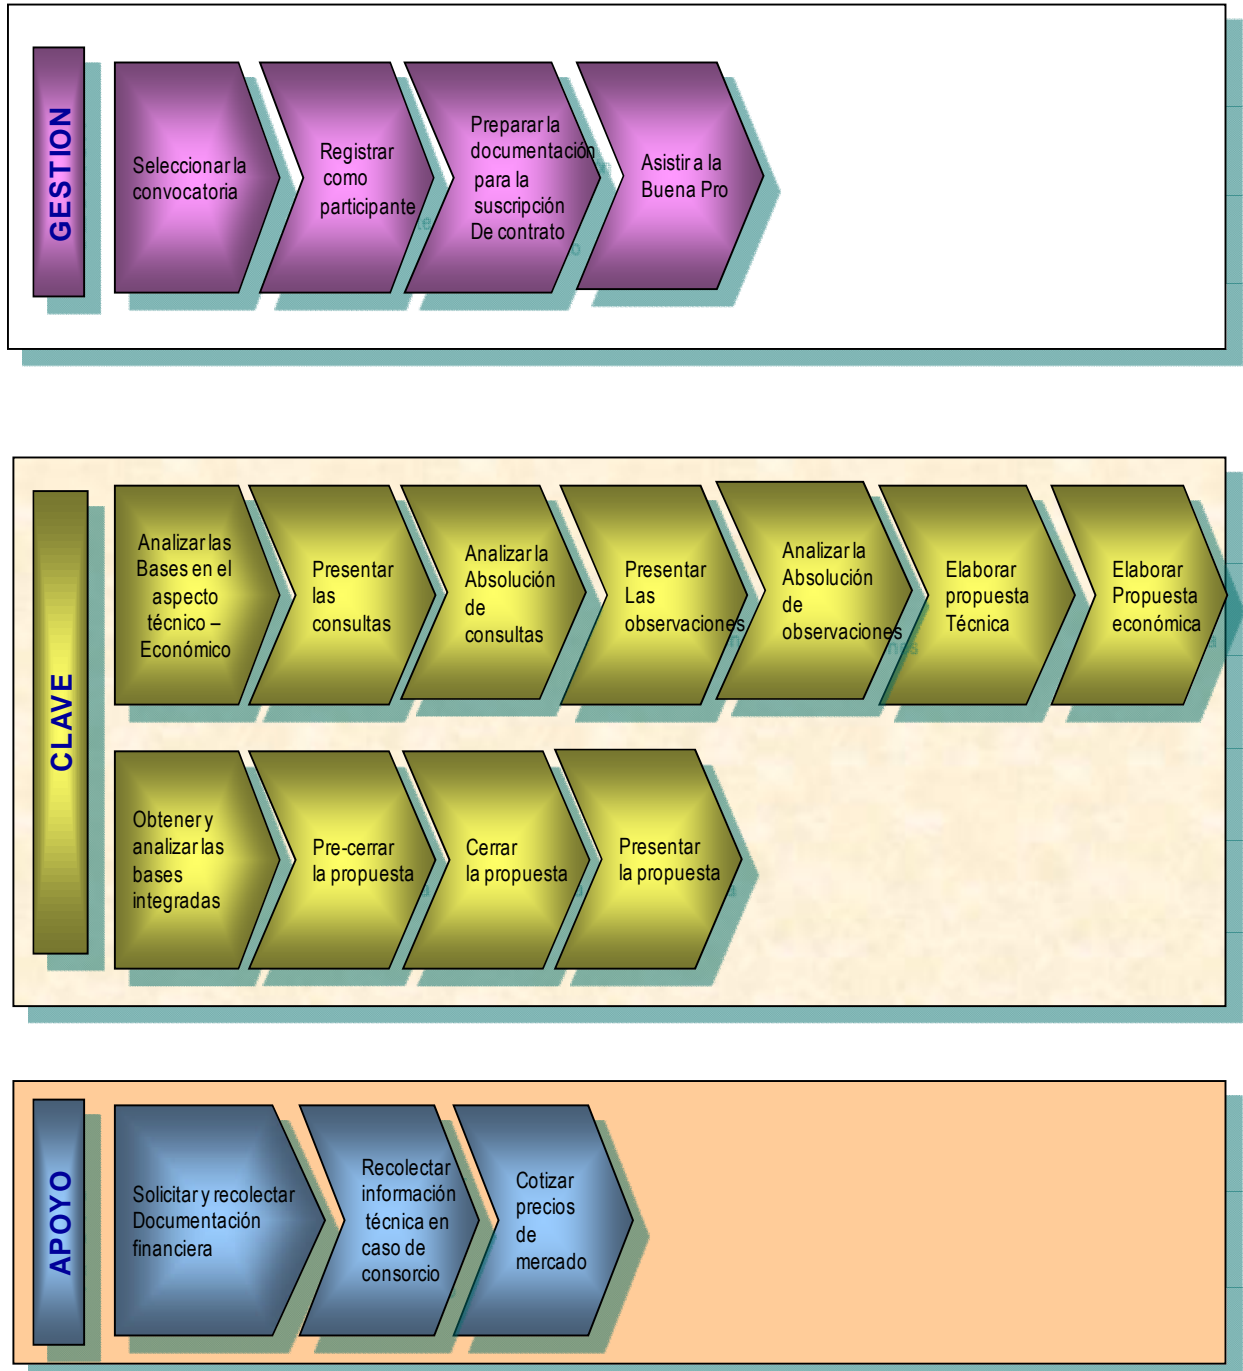 GESTION
Seleccionar la
convocatoria
Registrar
como
participante
Preparar la
documentación
para la
suscripción
De contrato
Asistir a la
Buena Pro
CLAVE
Analizar las
Bases en el
aspecto
técnico –
Económico
Presentar
las
consultas
Analizar la
Absolución
de
consultas
Presentar
Las
observaciones
Analizar la
Absolución
de
observaciones
Elaborar
propuesta
Técnica
Elaborar
Propuesta
económica
Obtener y
analizar las
bases
integradas
Pre-cerrar
la propuesta
Cerrar
la propuesta
Presentar
la propuesta
APOYO
Solicitar y recolectar
Documentación
financiera
Recolectar
información
técnica en
caso de
consorcio
Cotizar
precios
de
mercado